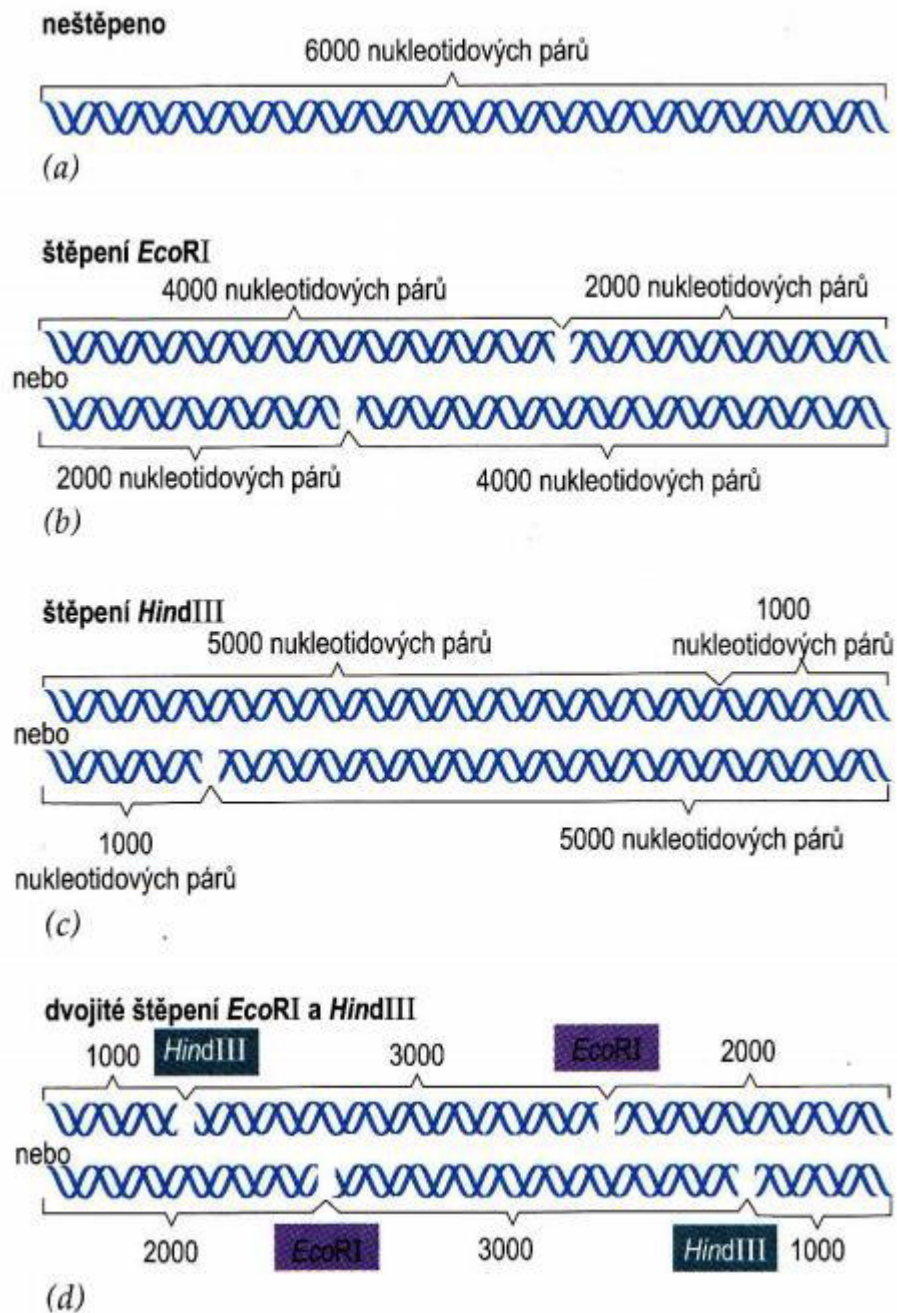 neštěpeno
6000 nukleotidových párů
(a)
štěpení EcoRI
4000 nukleotidových párů
2000 nukleotidových párů
nebo
2000 nukleotidových párů
4000 nukleotidových párů
(b)
štěpení HindIII
5000 nukleotidových párů
1000
nukleotidových párů
nebo
1000
nukleotidových párů
5000 nukleotidových párů
(c)
dvojité štěpení EcoRI a HindIII
1000 HindIII 3000 EcoRI 2000
nebo
2000 EcoRI 3000 HindIII 1000
(d)